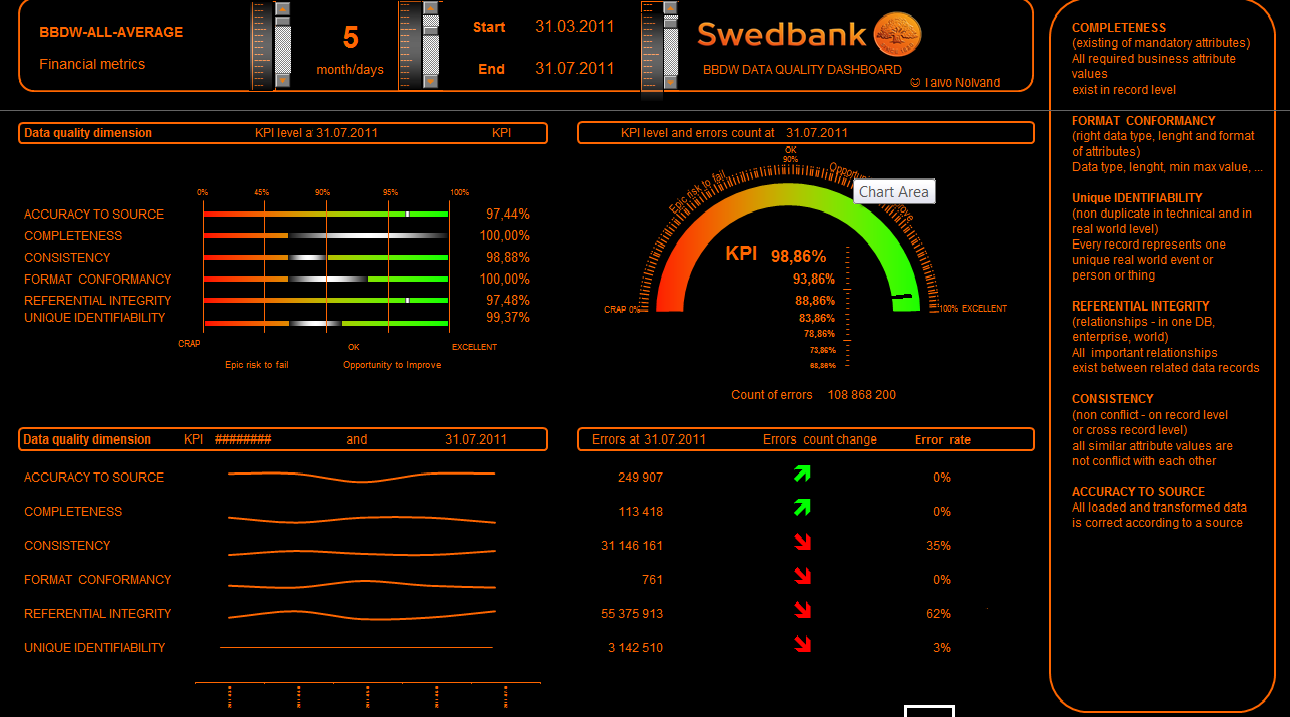 BBDW-ALL-AVERAGE
Financial metrics
5
month/days
Start 31.03.2011
End 31.07.2011
Swedbank
BBDW DATA QUALITY DASHBOARD
Taivo Nolvand
Data quality dimension KPI level a 31.07.2011 KPI
0% 45% 90% 95% 100%
ACCURACY TO SOURCE 97,44%
COMPLETENESS 100,00%
CONSISTENCY 98,88%
FORMAT CONFORMANCY 100,00%
REFERENTIAL INTEGRITY 97,48%
UNIQUE IDENTIFIABILITY 99,37%
CRAP OK EXCELLENT
Epic risk to fail Opportunity to Improve
KPI level and errors count at 31.07.2011
OK
90%
Epic risk to fail
Chart Area
KPI 98,86%
93,86%
88,86%
83,86%
78,86%
73,86%
68,86%
CRAP 0% 100% EXCELLENT
Count of errors 108 868 200
Data quality dimension KPI ######## and 31.07.2011
ACCURACY TO SOURCE
COMPLETENESS
CONSISTENCY
FORMAT CONFORMANCY
REFERENTIAL INTEGRITY
UNIQUE IDENTIFIABILITY
Errors at 31.07.2011 Errors count change Error rate
249 907 0%
113 418 0%
31 146 161 35%
761 0%
55 375 913 62%
3 142 510 3%
COMPLETENESS
(existing of mandatory attributes)
All required business attribute
values
exist in record level
FORMAT CONFORMANCY
(right data type, lenght and format
of attributes)
Data type, lenght, min max value, ...
Unique IDENTIFIABILITY
(non duplicate in technical and in
real world level)
Every record represents one
unique real world event or
person or thing
REFERENTIAL INTEGRITY
(relationships - in one DB,
enterprise, world)
All important relationships
exist between related data records
CONSISTENCY
(non conflict - on record level
or cross record level)
all similar attribute values are
not conflict with each other
ACCURACY TO SOURCE
All loaded and transformed data
is correct according to a source